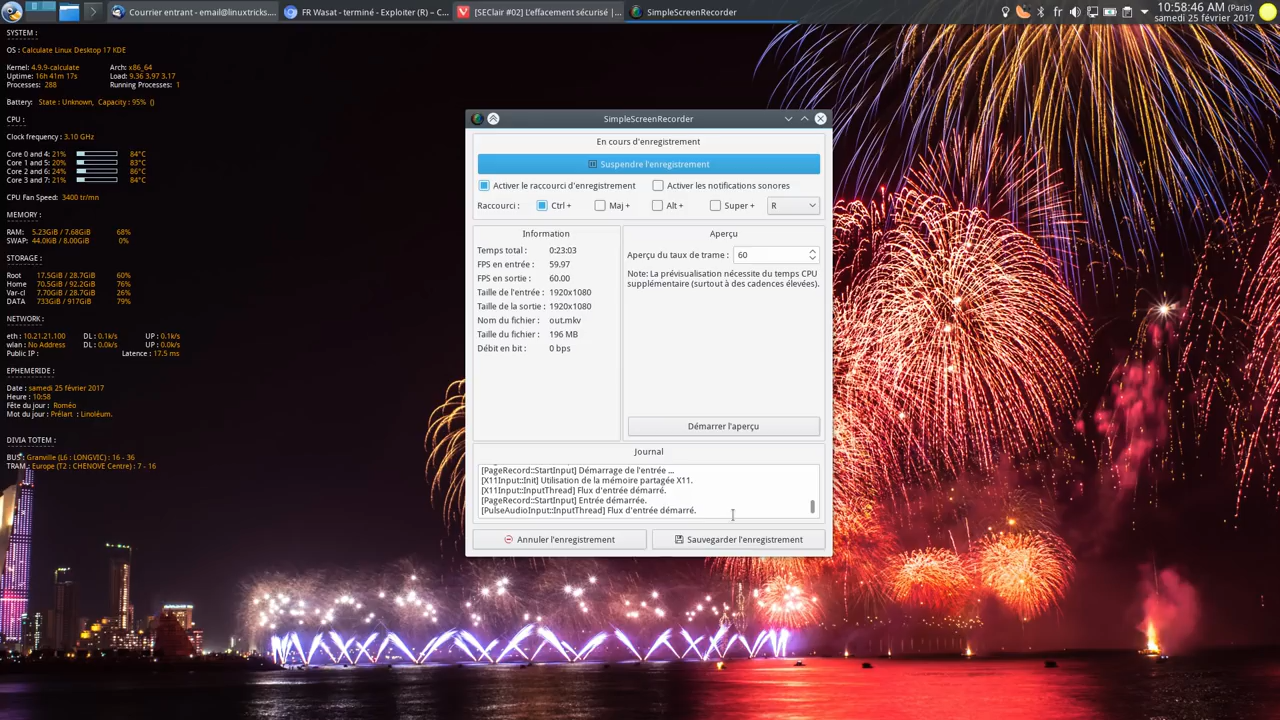 Courrier entrant - email@linuxtricks....
FR Wasat - terminé - Exploiter (R) – C...
[SEClair #02] L'effacement sécurisé |...
SimpleScreenRecorder
fr
10:58:46 AM (Paris)
samedi 25 février 2017
SYSTEM :
OS : Calculate Linux Desktop 17 KDE
Kernel: 4.9.9-calculate Arch: x86_64
Uptime: 16h 41m 17s Load: 9.36 3.97 3.17
Processes: 288 Running Processes: 1
Battery: State : Unknown, Capacity : 95% ()
CPU :
Clock frequency : 3.10 GHz
Core 0 and 4: 21% 84°C
Core 1 and 5: 20% 83°C
Core 2 and 6: 24% 86°C
Core 3 and 7: 21% 84°C
CPU Fan Speed: 3400 tr/mn
MEMORY :
RAM: 5.23GiB / 7.68GiB 68%
SWAP: 44.0KiB / 8.00GiB 0%
STORAGE :
Root 17.5GiB / 28.7GiB 60%
Home 70.5GiB / 92.2GiB 76%
Var-cl 7.70GiB / 28.7GiB 26%
DATA 733GiB / 917GiB 79%
NETWORK :
eth : 10.21.21.100 DL : 0.1k/s UP : 0.1k/s
wlan : No Address DL : 0.0k/s UP : 0.0k/s
Public IP : Latence : 17.5 ms
EPHEMERIDE :
Date : samedi 25 février 2017
Heure : 10:58
Fête du jour : Roméo
Mot du jour : Prélart : Linoléum.
DIVIA TOTEM :
BUS : Granville (L6 : LONGVIC) : 16 - 36
TRAM : Europe (T2 : CHENOVE Centre) : 7 - 16
SimpleScreenRecorder
En cours d'enregistrement
Suspendre l'enregistrement
Activer le raccourci d'enregistrement Activer les notifications sonores
Raccourci : Ctrl + Maj + Alt + Super + R
Information
Temps total : 0:23:03
FPS en entrée : 59.97
FPS en sortie : 60.00
Taille de l'entrée : 1920x1080
Taille de la sortie : 1920x1080
Nom du fichier : out.mkv
Taille du fichier : 196 MB
Débit en bit : 0 bps
Aperçu
Aperçu du taux de trame : 60
Note: La prévisualisation nécessite du temps CPU
supplémentaire (surtout à des cadences élevées).
Démarrer l'aperçu
Journal
[PageRecord::StartInput] Démarrage de l'entrée ...
[X11Input::Init] Utilisation de la mémoire partagée X11.
[X11Input::InputThread] Flux d'entrée démarré.
[PageRecord::StartInput] Entrée démarrée.
[PulseAudioInput::InputThread] Flux d'entrée démarré.
Annuler l'enregistrement
Sauvegarder l'enregistrement